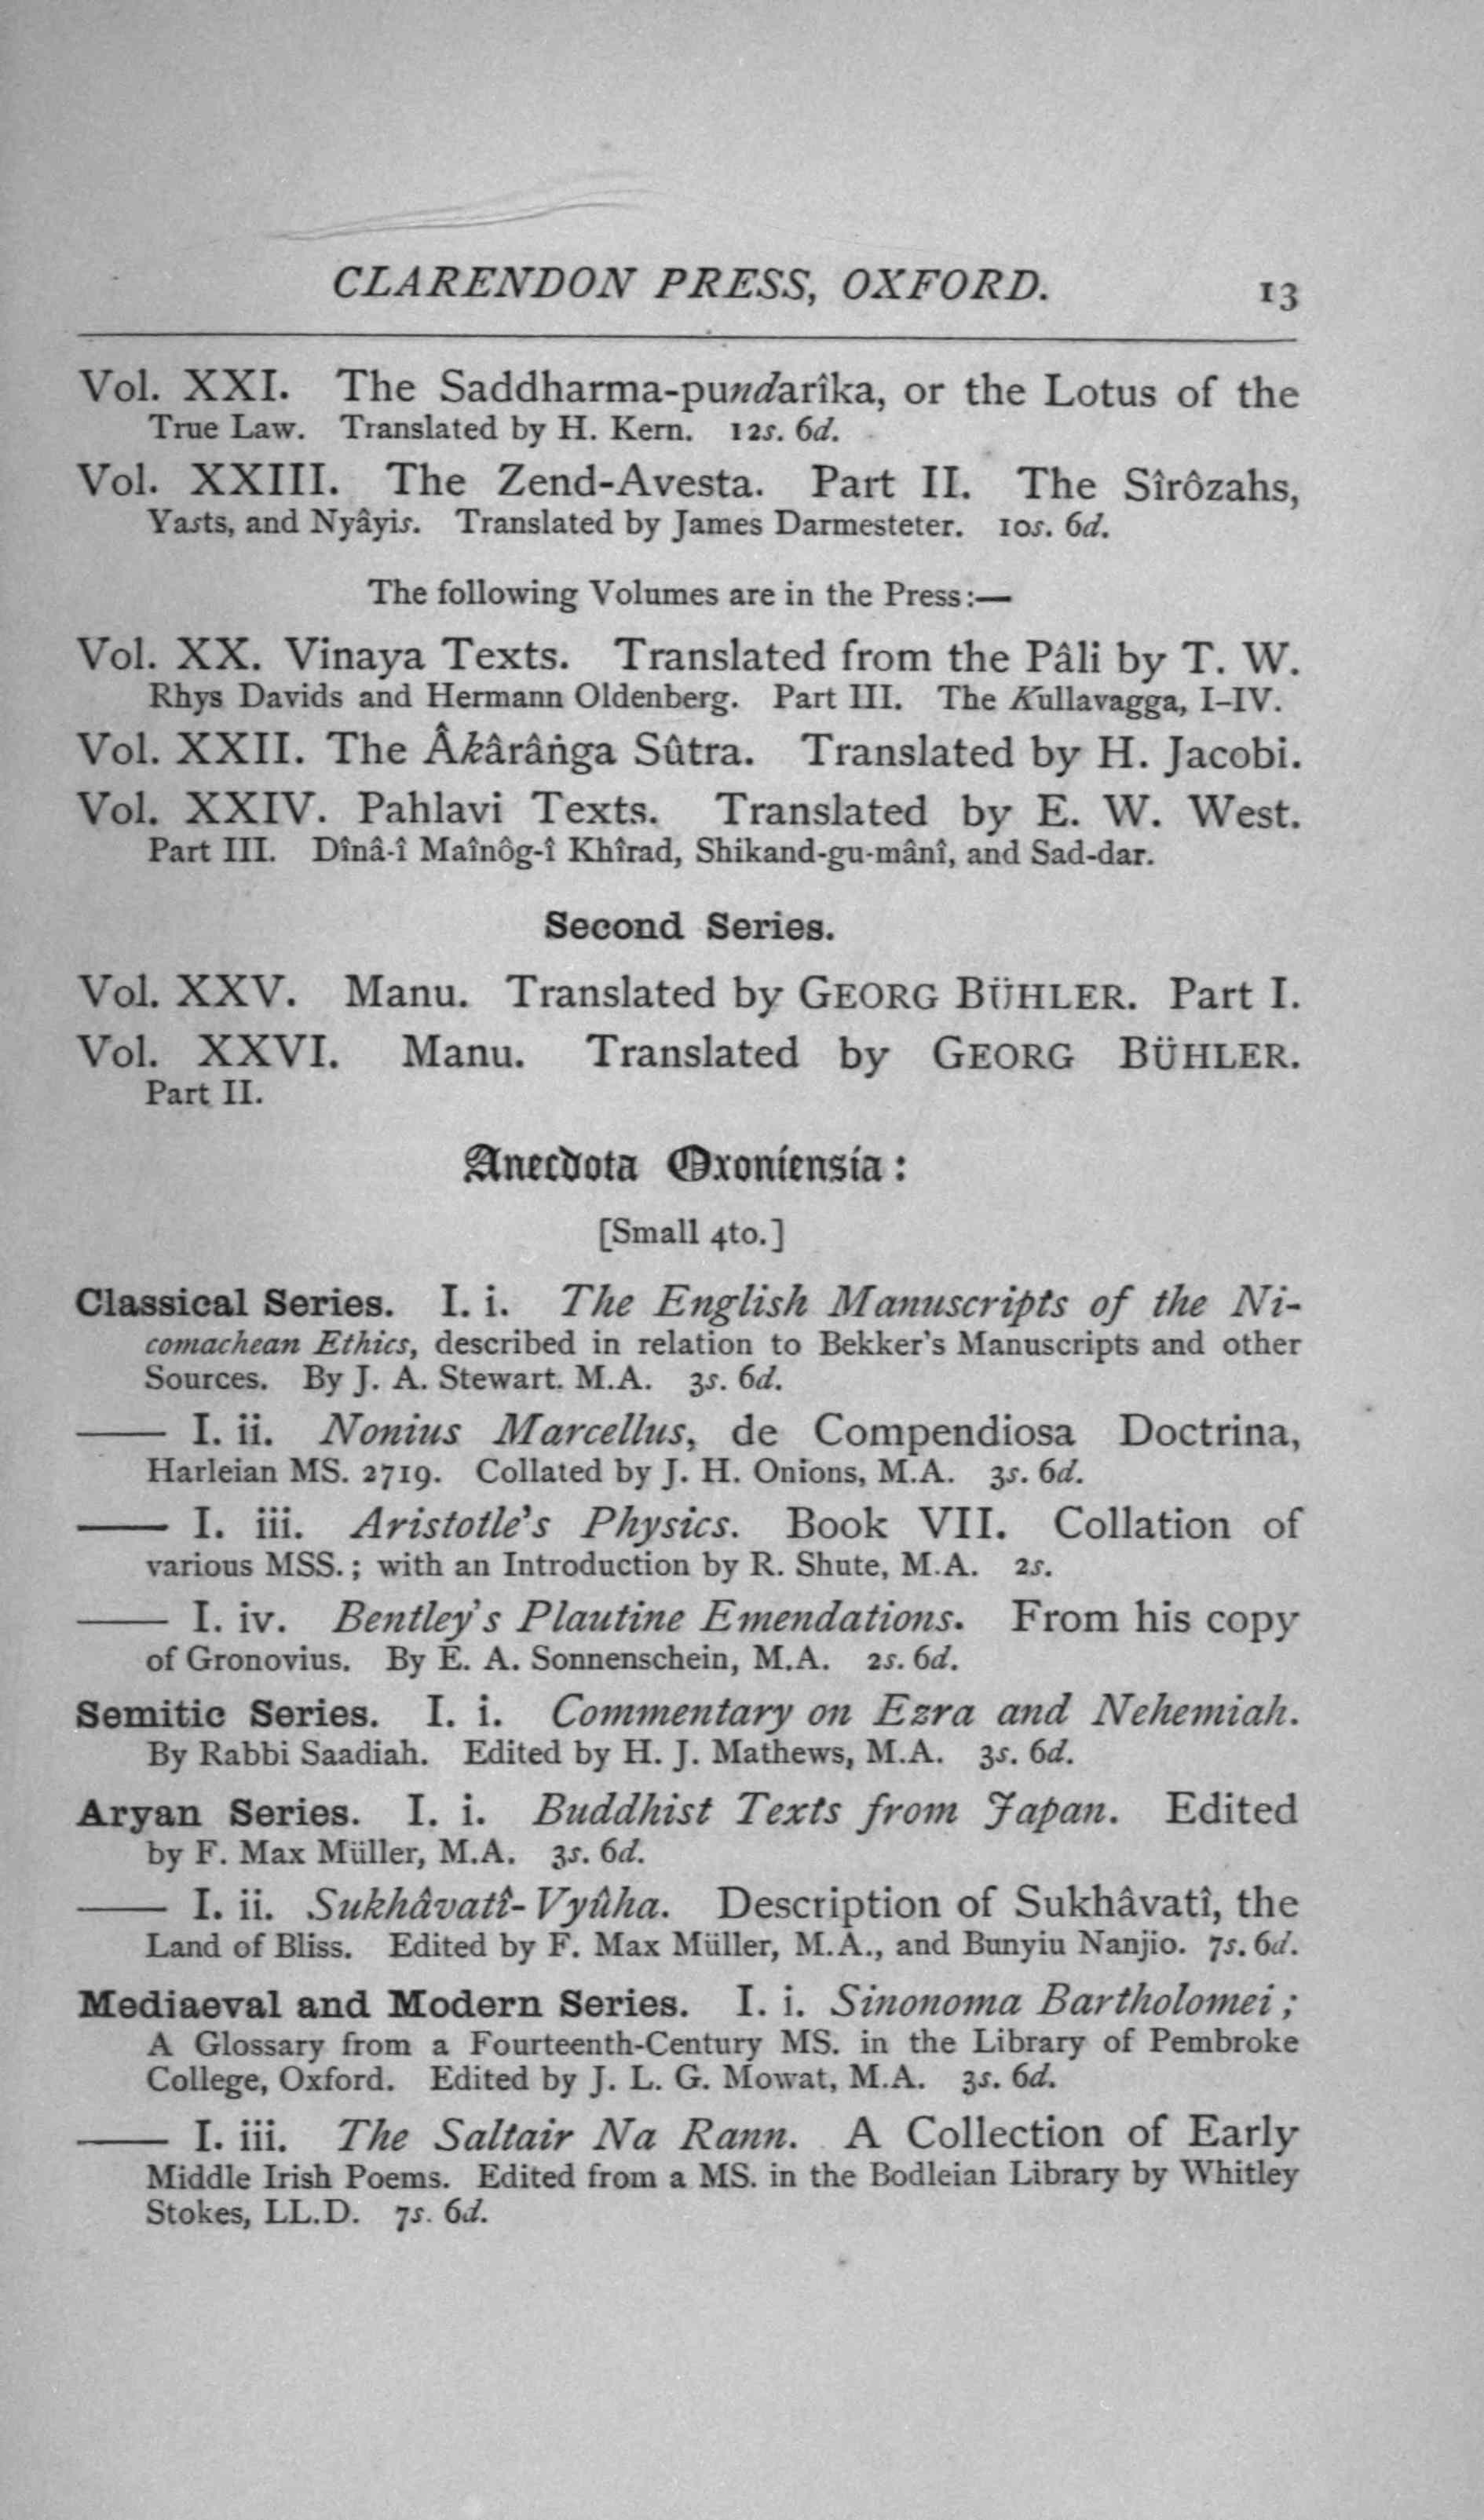 CLARENDON PRESS, OXFORD. 13
Vol. XXI. The Saddharma-pundarîka, or the Lotus of the
True Law. Translated by H. Kern. 12s. 6d.
Vol. XXIII. The Zend-Avesta. Part II. The Sîrôzahs,
Yasts, and Nyâyis. Translated by James Darmesteter. 10s. 6d.
The following Volumes are in the Press:—
Vol. XX. Vinaya Texts. Translated from the Pâli by T. W.
Rhys Davids and Hermann Oldenberg. Part III. The Kullavagga, I–IV.
Vol. XXII. The Âkârâṅga Sûtra. Translated by H. Jacobi.
Vol. XXIV. Pahlavi Texts. Translated by E. W. West.
Part III. Dînâ-î Maînôg-î Khîrad, Shikand-gu-mânî, and Sad-dar.
Second Series.
Vol. XXV. Manu. Translated by GEORG BÜHLER. Part I.
Vol. XXVI. Manu. Translated by GEORG BÜHLER.
Part II.
Anecdota Oxoniensia:
[Small 4to.]
Classical Series. I. i. The English Manuscripts of the Ni-
comachean Ethics, described in relation to Bekker's Manuscripts and other
Sources. By J. A. Stewart. M.A. 3s. 6d.
—— I. ii. Nonius Marcellus, de Compendiosa Doctrina,
Harleian MS. 2719. Collated by J. H. Onions, M.A. 3s. 6d.
—— I. iii. Aristotle's Physics. Book VII. Collation of
various MSS.; with an Introduction by R. Shute, M.A. 2s.
—— I. iv. Bentley's Plautine Emendations. From his copy
of Gronovius. By E. A. Sonnenschein, M.A. 2s. 6d.
Semitic Series. I. i. Commentary on Ezra and Nehemiah.
By Rabbi Saadiah. Edited by H. J. Mathews, M.A. 3s. 6d.
Aryan Series. I. i. Buddhist Texts from Japan. Edited
by F. Max Müller, M.A. 3s. 6d.
—— I. ii. Sukhâvatî-Vyûha. Description of Sukhâvatî, the
Land of Bliss. Edited by F. Max Müller, M.A., and Bunyiu Nanjio. 7s. 6d.
Mediaeval and Modern Series. I. i. Sinonoma Bartholomei;
A Glossary from a Fourteenth-Century MS. in the Library of Pembroke
College, Oxford. Edited by J. L. G. Mowat, M.A. 3s. 6d.
—— I. iii. The Saltair Na Rann. A Collection of Early
Middle Irish Poems. Edited from a MS. in the Bodleian Library by Whitley
Stokes, LL.D. 7s. 6d.